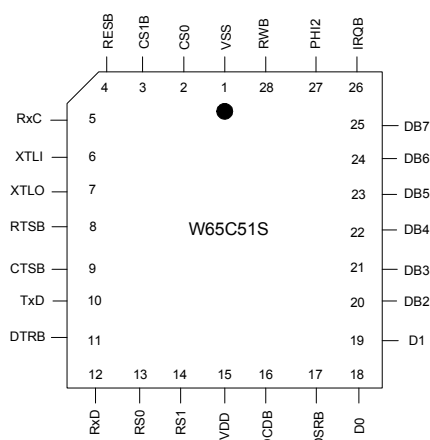 RESB
CS1B
CS0
VSS
RWB
PHI2
IRQB
4 3 2 1 28 27 26
RxC 5 25 DB7
XTLI 6 24 DB6
XTLO 7 23 DB5
RTSB 8 22 DB4
W65C51S
CTSB 9 21 DB3
TxD 10 20 DB2
DTRB 11 19 D1
12 13 14 15 16 17 18
RxD
RS0
RS1
VDD
DCDB
DSRB
D0